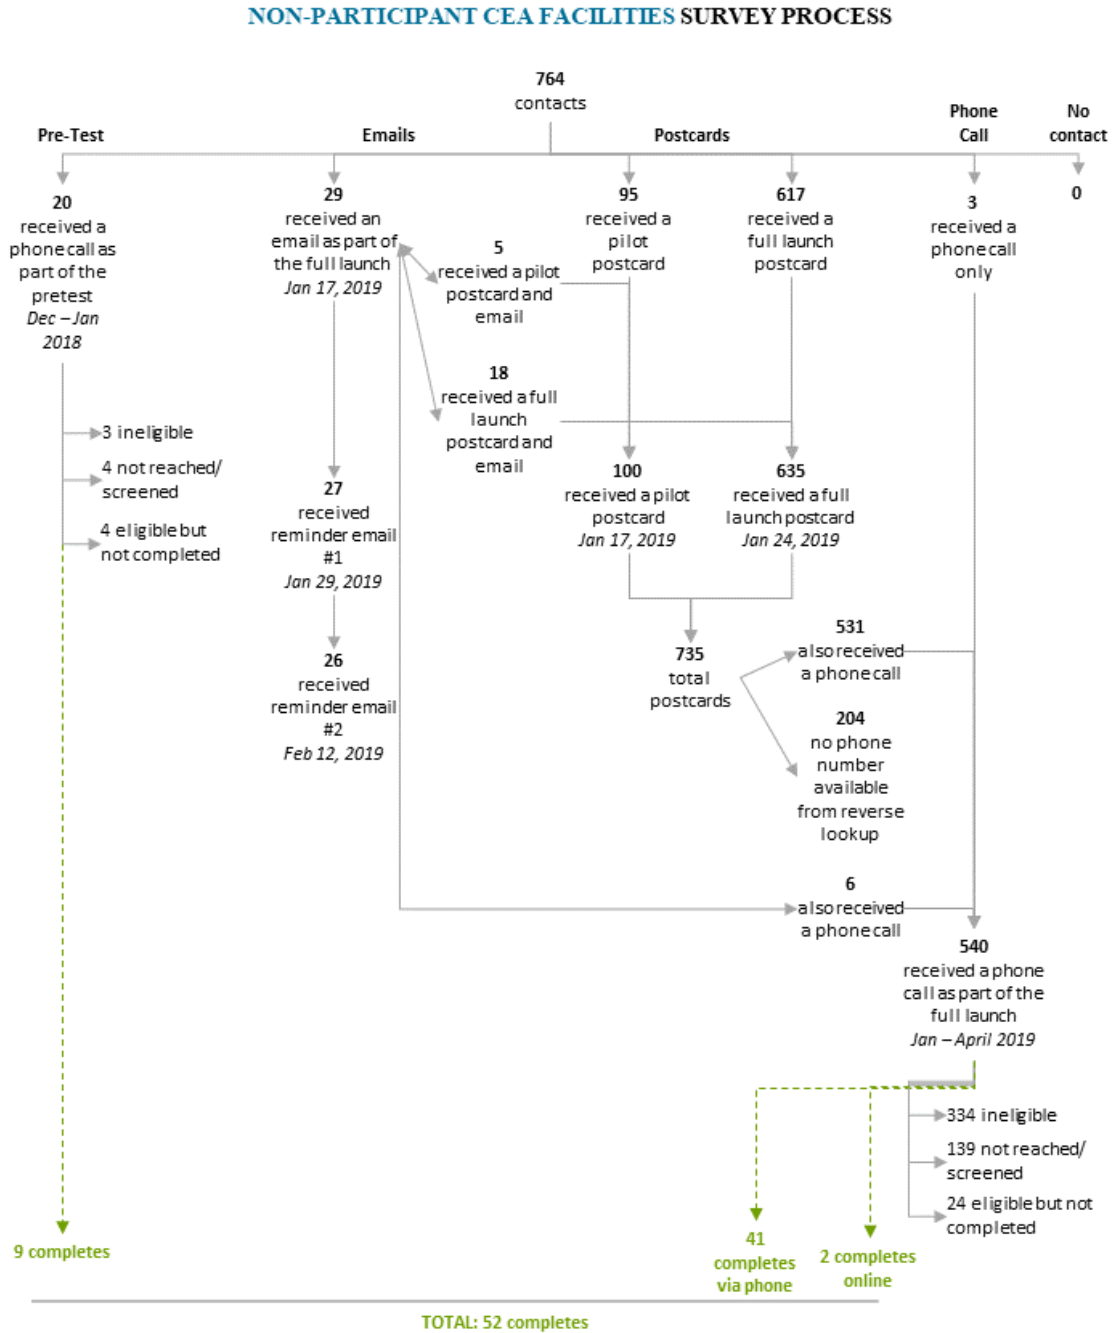 NON-PARTICIPANT CEA FACILITIES SURVEY PROCESS
764
contacts
Pre-Test
Emails
Postcards
Phone
Call
No
contact
20
received a
phone call as
part of the
pretest
Dec – Jan
2018
29
received an
email as part of
the full launch
Jan 17, 2019
95
received a
pilot
postcard
617
received a
full launch
postcard
3
received a
phone call
only
0
5
received a pilot
postcard and
email
18
received a full
launch
postcard and
email
3 ineligible
4 not reached/
screened
4 eligible but
not completed
27
received
reminder email
#1
Jan 29, 2019
100
received a pilot
postcard
Jan 17, 2019
635
received a full
launch postcard
Jan 24, 2019
26
received
reminder email
#2
Feb 12, 2019
735
total
postcards
531
also received
a phone call
204
no phone
number
available
from reverse
lookup
6
also received
a phone call
540
received a phone
call as part of the
full launch
Jan – April 2019
334 ineligible
139 not reached/
screened
24 eligible but not
completed
9 completes
41
completes
via phone
2 completes
online
TOTAL: 52 completes